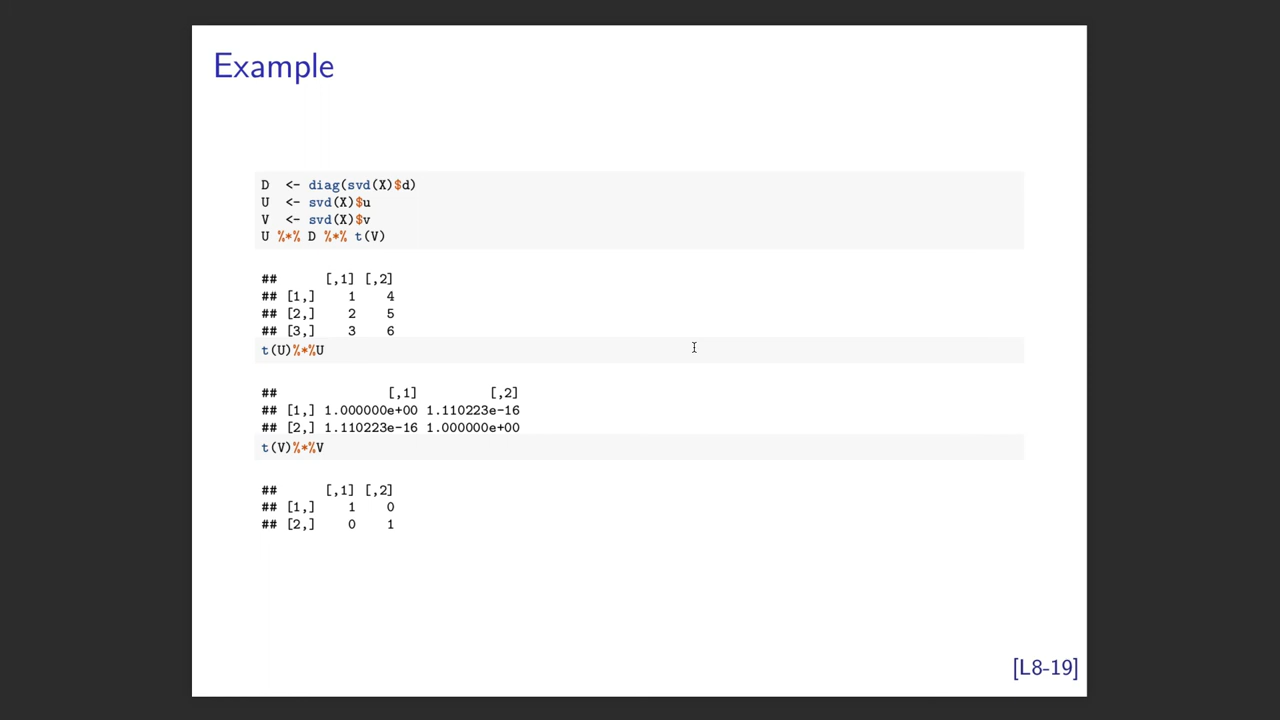 Example
D  <- diag(svd(X)$d)
U  <- svd(X)$u
V  <- svd(X)$v
U %*% D %*% t(V)
##      [,1] [,2]
## [1,]    1    4
## [2,]    2    5
## [3,]    3    6
t(U)%*%U
##              [,1]         [,2]
## [1,] 1.000000e+00 1.110223e-16
## [2,] 1.110223e-16 1.000000e+00
t(V)%*%V
##      [,1] [,2]
## [1,]    1    0
## [2,]    0    1
[L8-19]